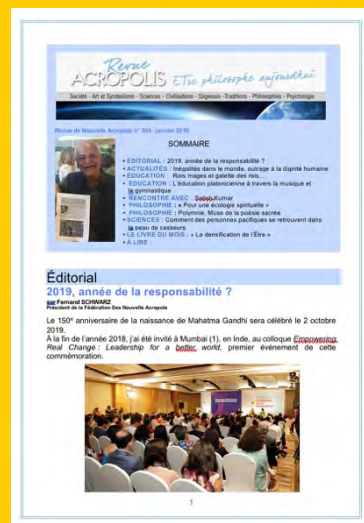 Revue
ACROPOLIS Être philosophe aujourd'hui
Société - Art et Symbolisme - Sciences - Civilisations - Sagesses - Traditions - Philosophies - Psychologie
Revue de Nouvelle Acropole n° 303 - janvier 2019
SOMMAIRE
• EDITORIAL : 2019, année de la responsabilité ?
• ACTUALITÉS : Inégalités dans le monde, outrage à la dignité humaine
• ÉDUCATION : Rois mages et galette des rois…
• ÉDUCATION : L'éducation platonicienne à travers la musique et
la gymnastique
• RENCONTRE AVEC : Satish Kumar
• PHILOSOPHIE : « Pour une écologie spirituelle »
• PHILOSOPHIE : Polymnie, Muse de la poésie sacrée
• SCIENCES : Comment des personnes pacifiques se retrouvent dans
la peau de casseurs
• LE LIVRE DU MOIS : « La densification de l'Être »
• À LIRE :
Éditorial
2019, année de la responsabilité ?
par Fernand SCHWARZ
Président de la Fédération Des Nouvelle Acropole
Le 150e anniversaire de la naissance de Mahatma Gandhi sera célébré le 2 octobre
2019.
À la fin de l'année 2018, j'ai été invité à Mumbai (1), en Inde, au colloque Empowering
Real Change : Leadership for a better world, premier événement de cette
commémoration.
1